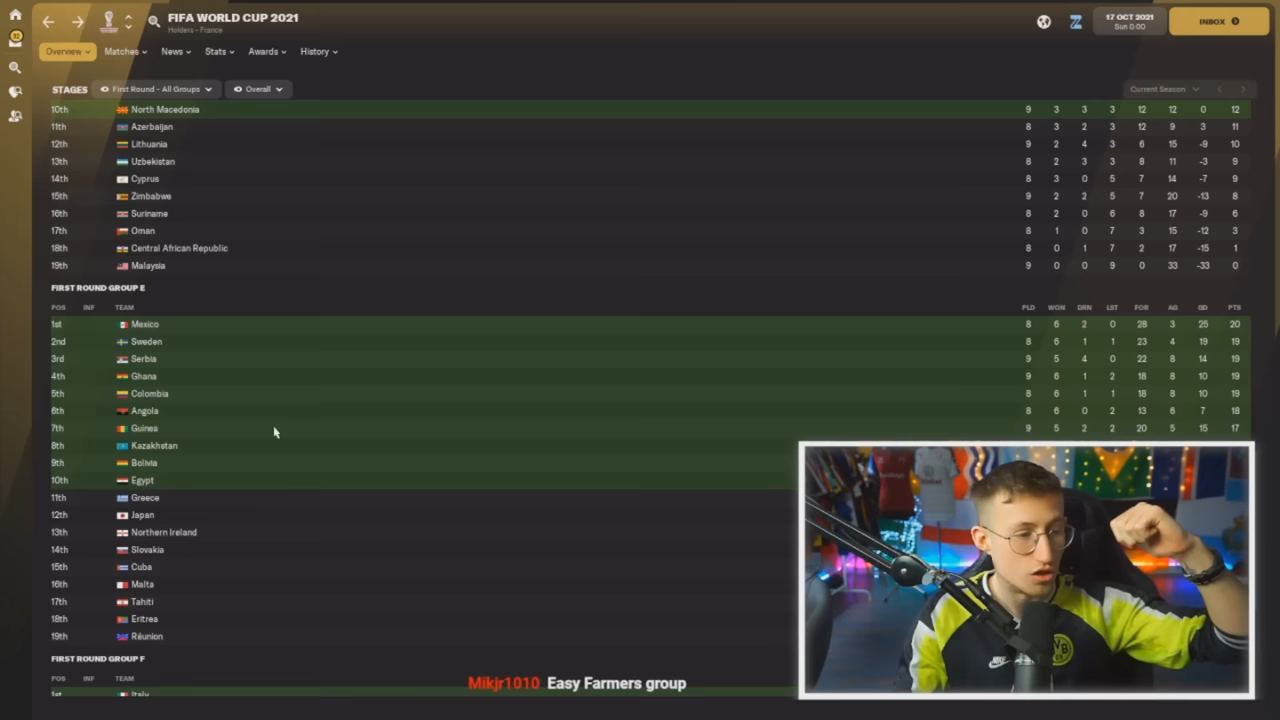 FIFA WORLD CUP 2021
Holders - France
17 OCT 2021
Sun 0:00
INBOX
Overview Matches News Stats Awards History
STAGES First Round - All Groups Overall Current Season
10th North Macedonia 9 3 3 3 12 12 0 12
11th Azerbaijan 8 3 2 3 12 9 3 11
12th Lithuania 9 2 4 3 6 15 -9 10
13th Uzbekistan 8 2 3 3 8 11 -3 9
14th Cyprus 8 3 0 5 7 14 -7 9
15th Zimbabwe 9 2 2 5 7 20 -13 8
16th Suriname 8 2 0 6 8 17 -9 6
17th Oman 8 1 0 7 3 15 -12 3
18th Central African Republic 8 0 1 7 2 17 -15 1
19th Malaysia 9 0 0 9 0 33 -33 0
FIRST ROUND GROUP E
POS INF TEAM PLD WON DRN LST FOR AG GD PTS
1st Mexico 8 6 2 0 28 3 25 20
2nd Sweden 8 6 1 1 23 4 19 19
3rd Serbia 9 5 4 0 22 8 14 19
4th Ghana 9 6 1 2 18 8 10 19
5th Colombia 8 6 1 1 18 8 10 19
6th Angola 8 6 0 2 13 6 7 18
7th Guinea 9 5 2 2 20 5 15 17
8th Kazakhstan
9th Bolivia
10th Egypt
11th Greece
12th Japan
13th Northern Ireland
14th Slovakia
15th Cuba
16th Malta
17th Tahiti
18th Eritrea
19th Réunion
FIRST ROUND GROUP F
POS INF TEAM
1st Italy
Mikjr1010 Easy Farmers group